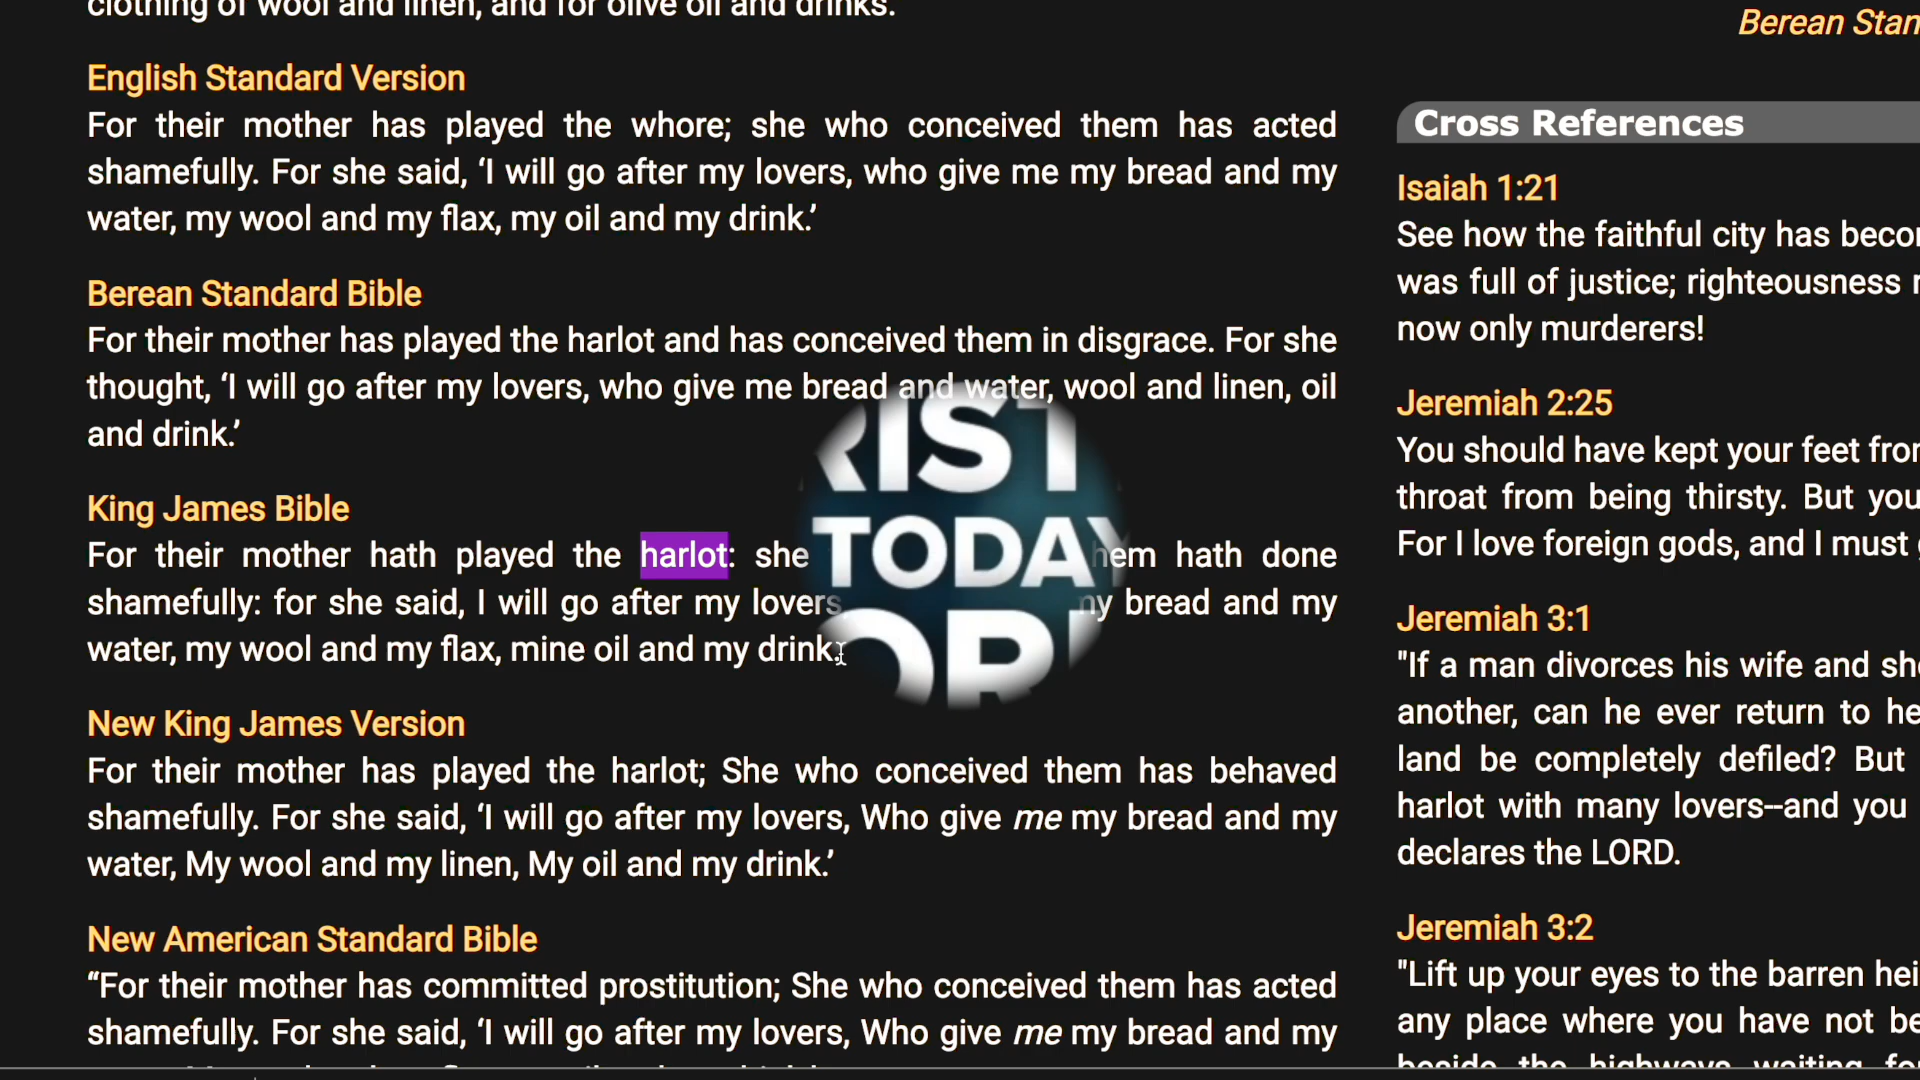 clothing of wool and linen, and for olive oil and drinks.
English Standard Version
For their mother has played the whore; she who conceived them has acted
shamefully. For she said, ‘I will go after my lovers, who give me my bread and my
water, my wool and my flax, my oil and my drink.’
Berean Standard Bible
For their mother has played the harlot and has conceived them in disgrace. For she
thought, ‘I will go after my lovers, who give me bread and water, wool and linen, oil
and drink.’
King James Bible
For their mother hath played the harlot: she hem hath done
shamefully: for she said, I will go after my lovers, my bread and my
water, my wool and my flax, mine oil and my drink.
New King James Version
For their mother has played the harlot; She who conceived them has behaved
shamefully. For she said, ‘I will go after my lovers, Who give me my bread and my
water, My wool and my linen, My oil and my drink.’
New American Standard Bible
“For their mother has committed prostitution; She who conceived them has acted
shamefully. For she said, ‘I will go after my lovers, Who give me my bread and my
RIST
TODAY
ORL
Berean Stan
Cross References
Isaiah 1:21
See how the faithful city has becom
was full of justice; righteousness
now only murderers!
Jeremiah 2:25
You should have kept your feet from
throat from being thirsty. But you
For I love foreign gods, and I must
Jeremiah 3:1
"If a man divorces his wife and she
another, can he ever return to he
land be completely defiled? But
harlot with many lovers--and you
declares the LORD.
Jeremiah 3:2
"Lift up your eyes to the barren hei
any place where you have not be
beside the highways waiting for